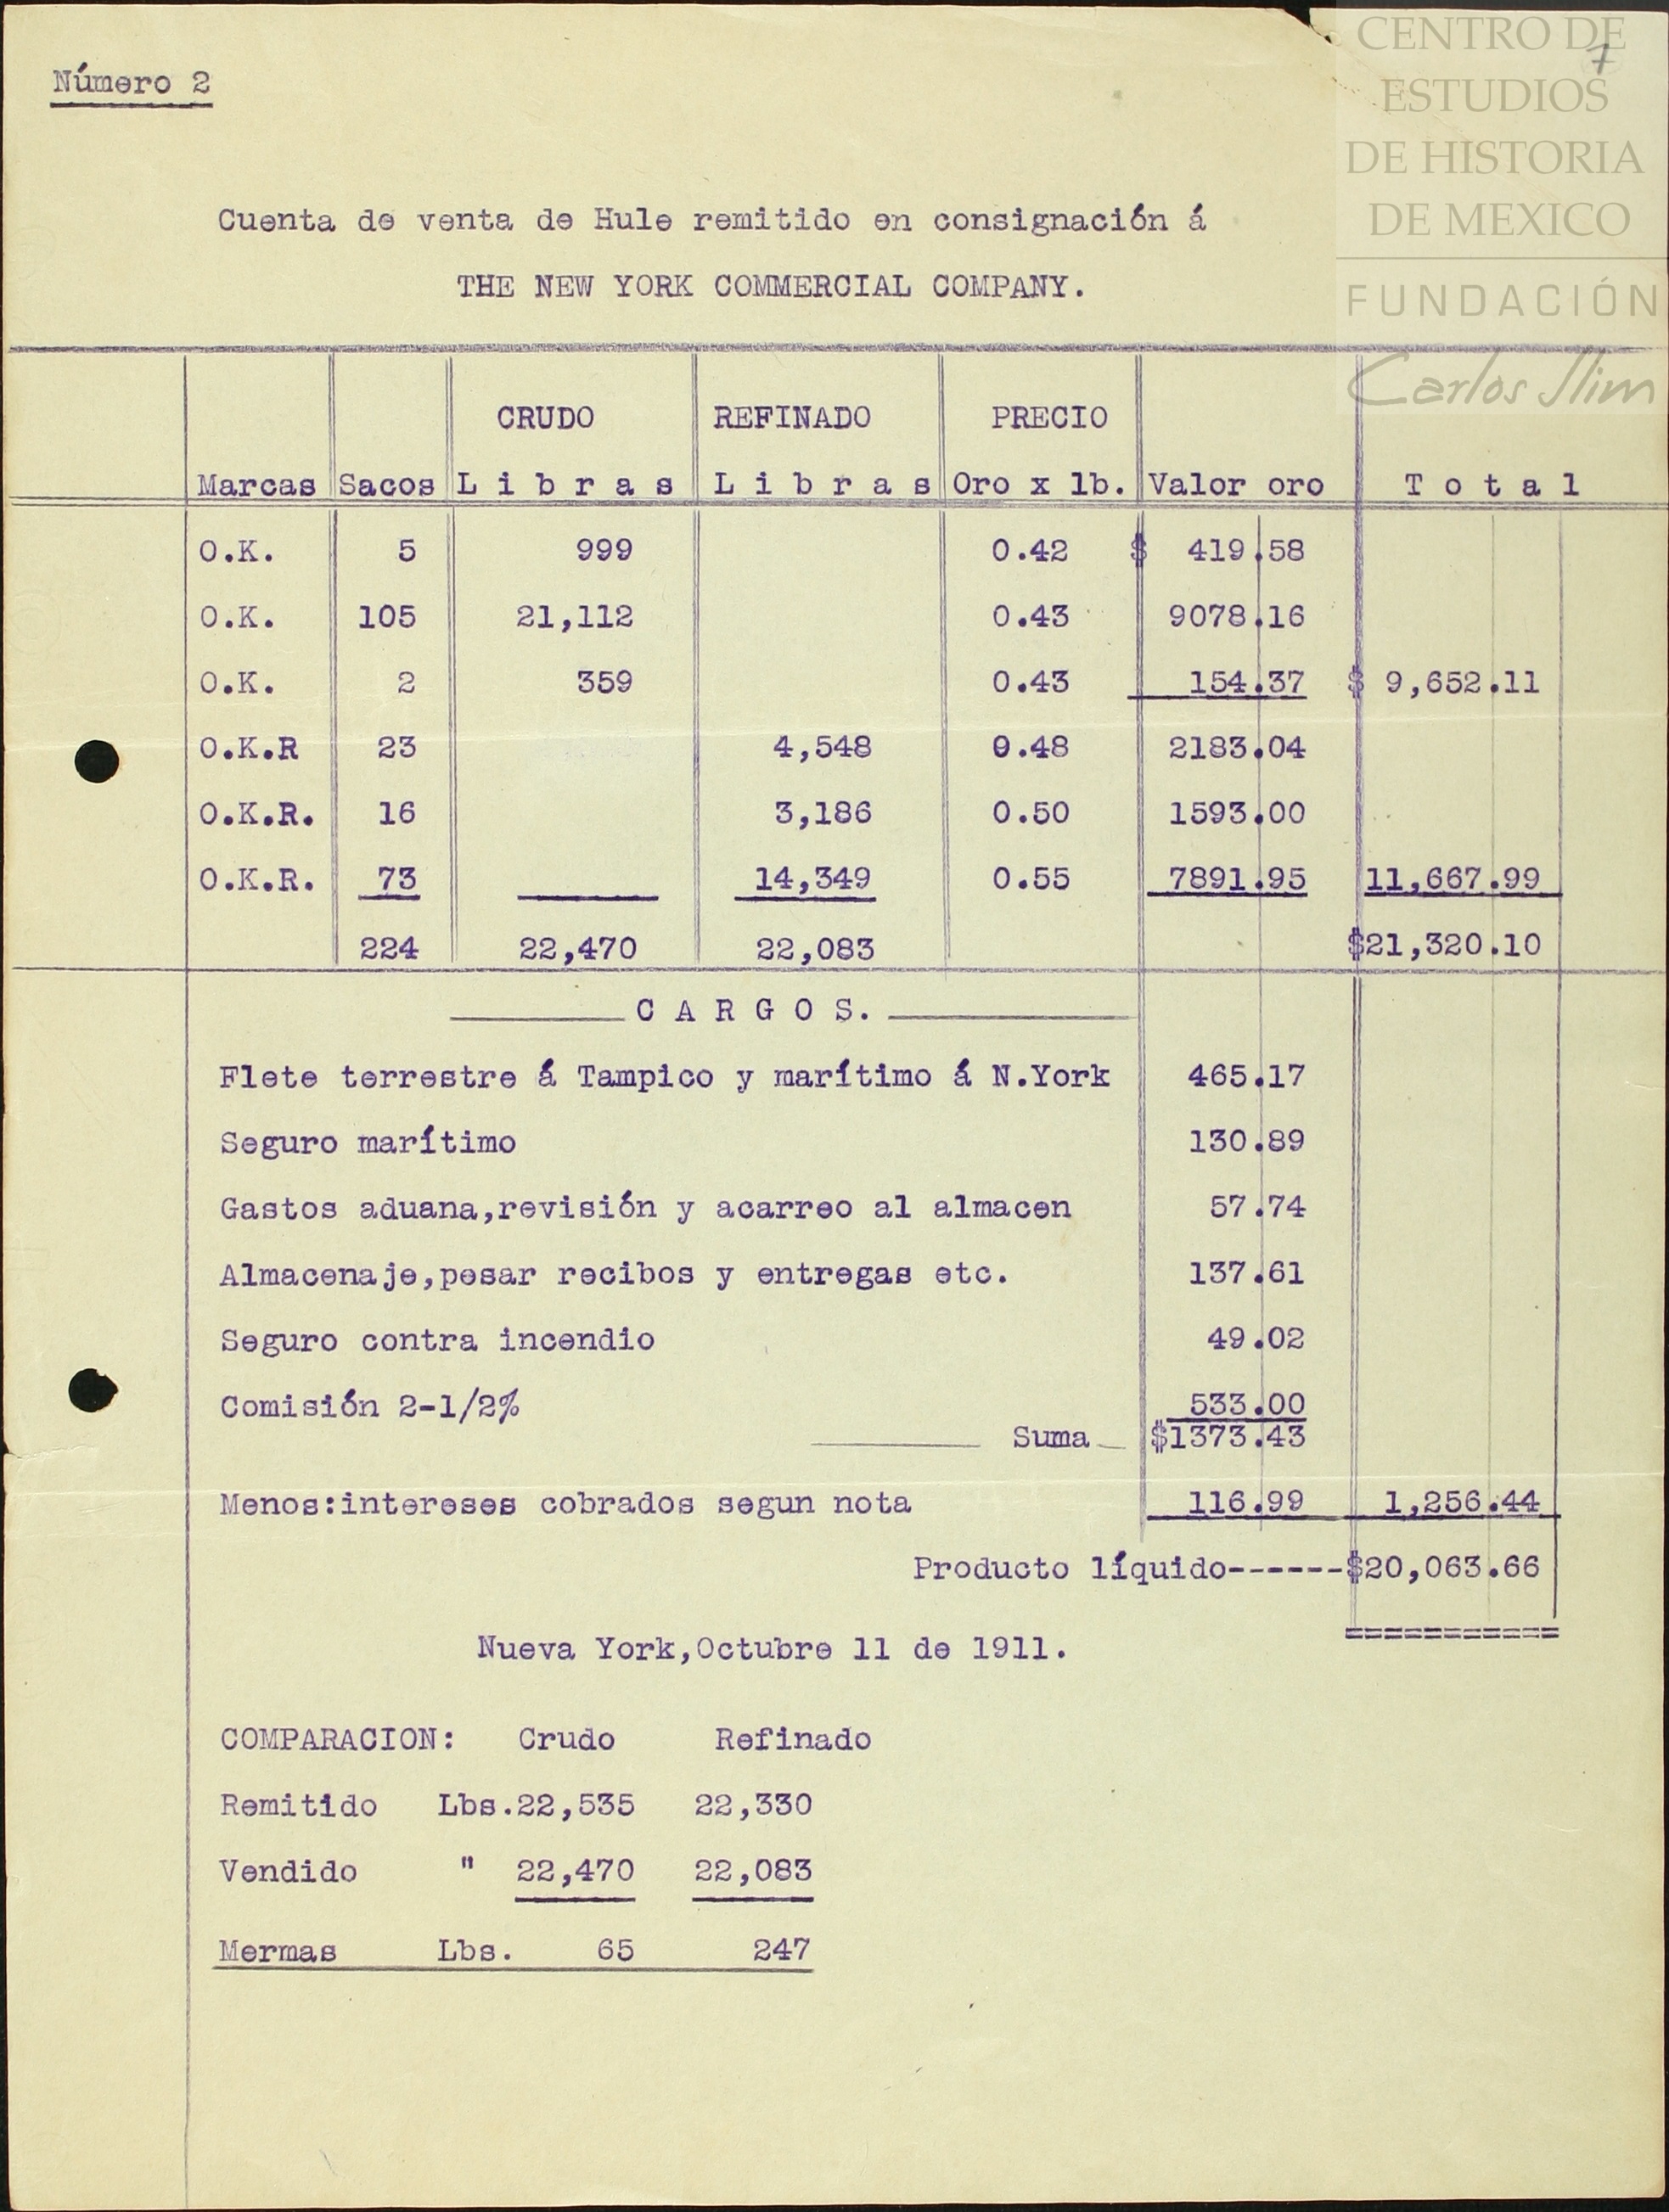 CENTRO DE
7
ESTUDIOS
DE HISTORIA
DE MEXICO
FUNDACIÓN
Carlos Slim
Número 2
Cuenta de venta de Hule remitido en consignación á
THE NEW YORK COMMERCIAL COMPANY.
CRUDO REFINADO PRECIO
Marcas Sacos L i b r a s L i b r a s Oro x lb. Valor oro T o t a l
O.K. 5 999 0.42 $ 419.58
O.K. 105 21,112 0.43 9078.16
O.K. 2 359 0.43 154.37 $ 9,652.11
O.K.R 23 4,548 0.48 2183.04
O.K.R. 16 3,186 0.50 1593.00
O.K.R. 73 14,349 0.55 7891.95 11,667.99
224 22,470 22,083 $21,320.10
C A R G O S.
Flete terrestre á Tampico y marítimo á N.York 465.17
Seguro marítimo 130.89
Gastos aduana,revisión y acarreo al almacen 57.74
Almacenaje,pesar recibos y entregas etc. 137.61
Seguro contra incendio 49.02
Comisión 2-1/2% 533.00
Suma $1373.43
Menos:intereses cobrados segun nota 116.99 1,256.44
Producto líquido------$20,063.66
===========
Nueva York,Octubre 11 de 1911.
COMPARACION: Crudo Refinado
Remitido Lbs.22,535 22,330
Vendido " 22,470 22,083
Mermas Lbs. 65 247